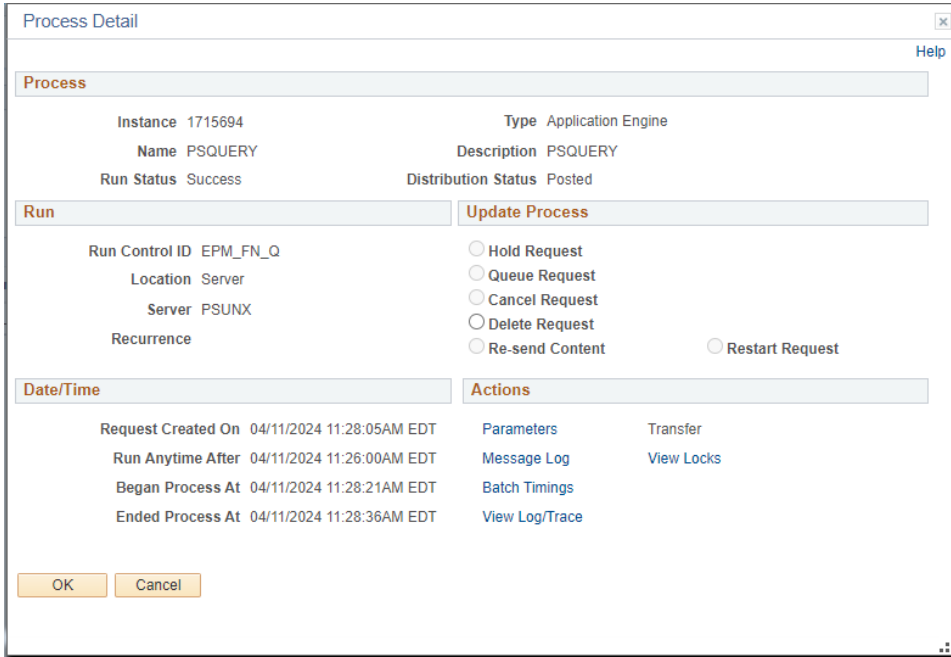 Process Detail
Help
Process
Instance 1715694 Type Application Engine
Name PSQUERY Description PSQUERY
Run Status Success Distribution Status Posted
Run
Update Process
Run Control ID EPM_FN_Q
Location Server
Server PSUNX
Recurrence
Hold Request
Queue Request
Cancel Request
Delete Request
Re-send Content Restart Request
Date/Time
Actions
Request Created On 04/11/2024 11:28:05AM EDT
Run Anytime After 04/11/2024 11:26:00AM EDT
Began Process At 04/11/2024 11:28:21AM EDT
Ended Process At 04/11/2024 11:28:36AM EDT
Parameters Transfer
Message Log View Locks
Batch Timings
View Log/Trace
OK Cancel